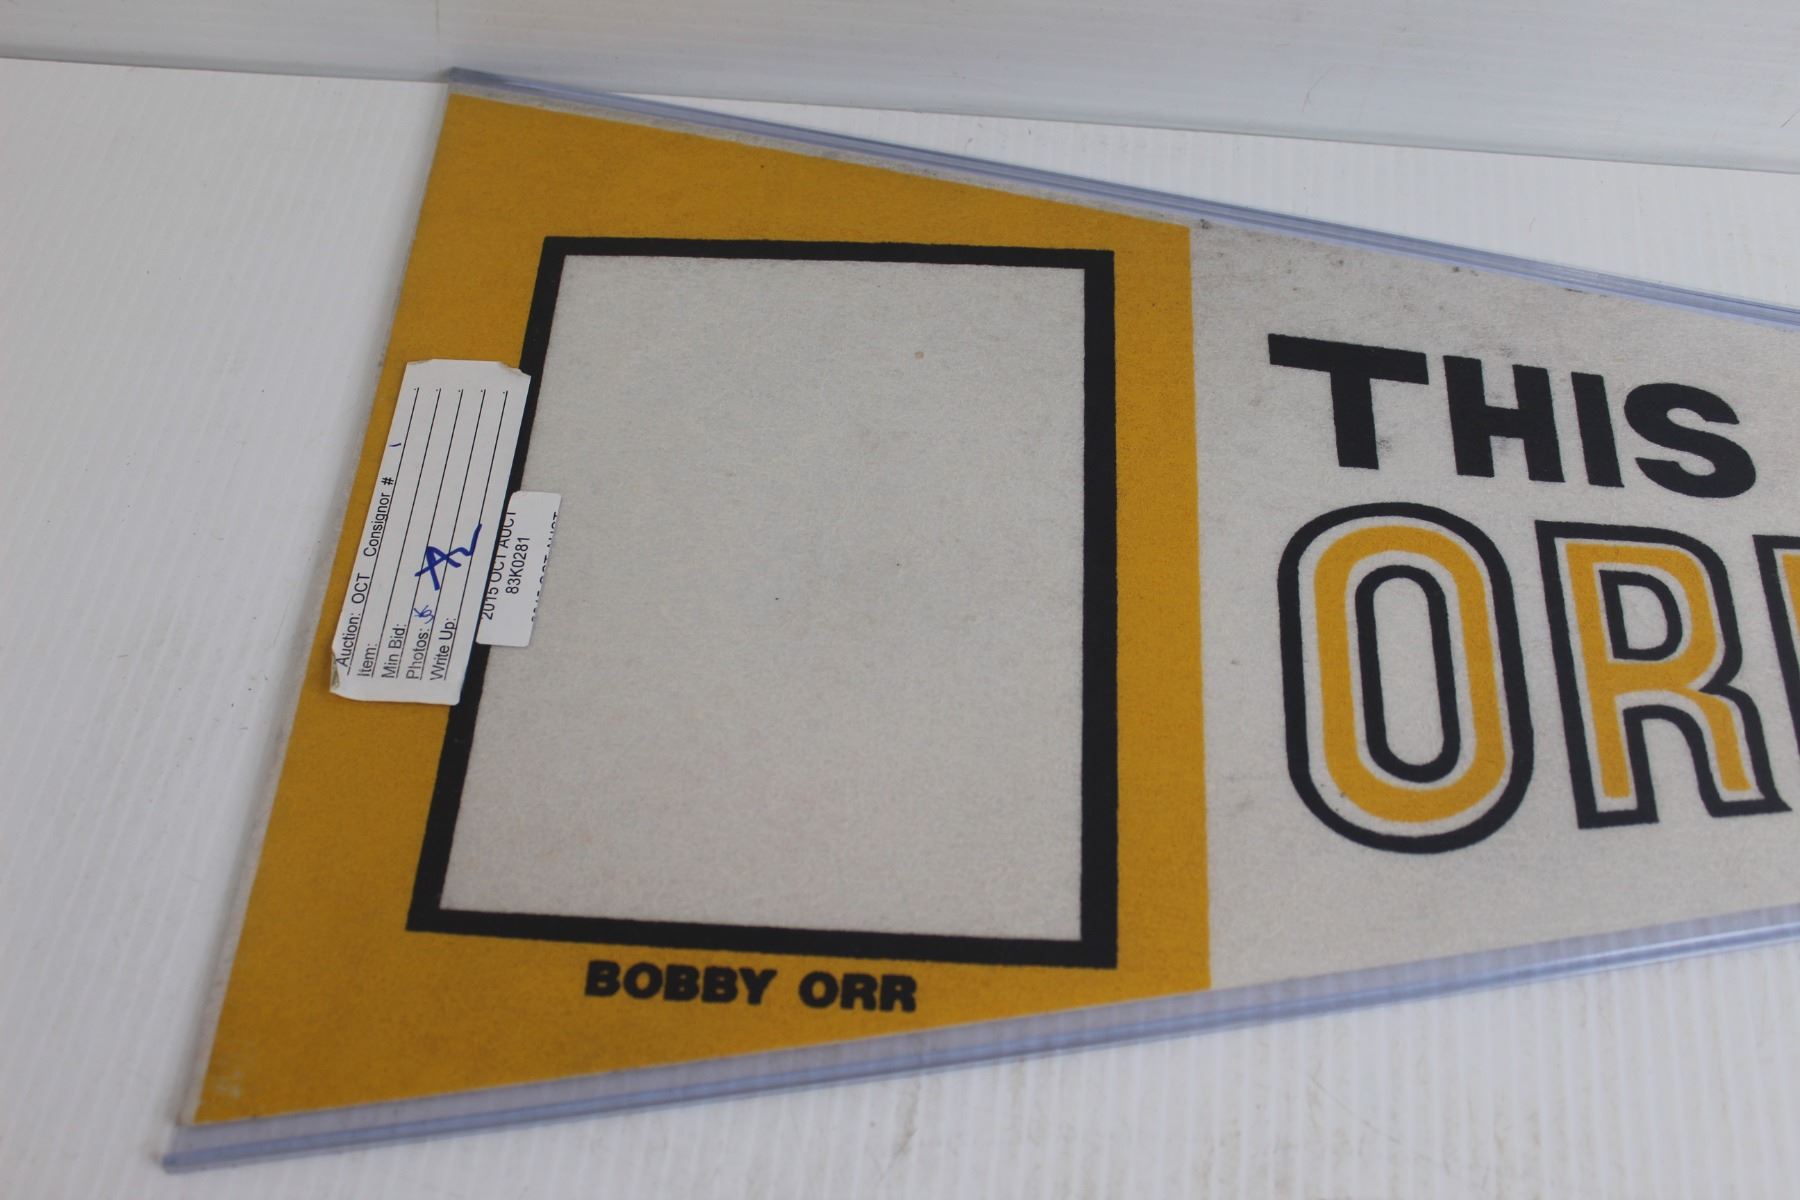 THIS
ORR
BOBBY ORR
Auction: OCT Consignor #
Item:
Min Bid:
Photos:
Write Up:
2015 OCT AUCT
83K0281